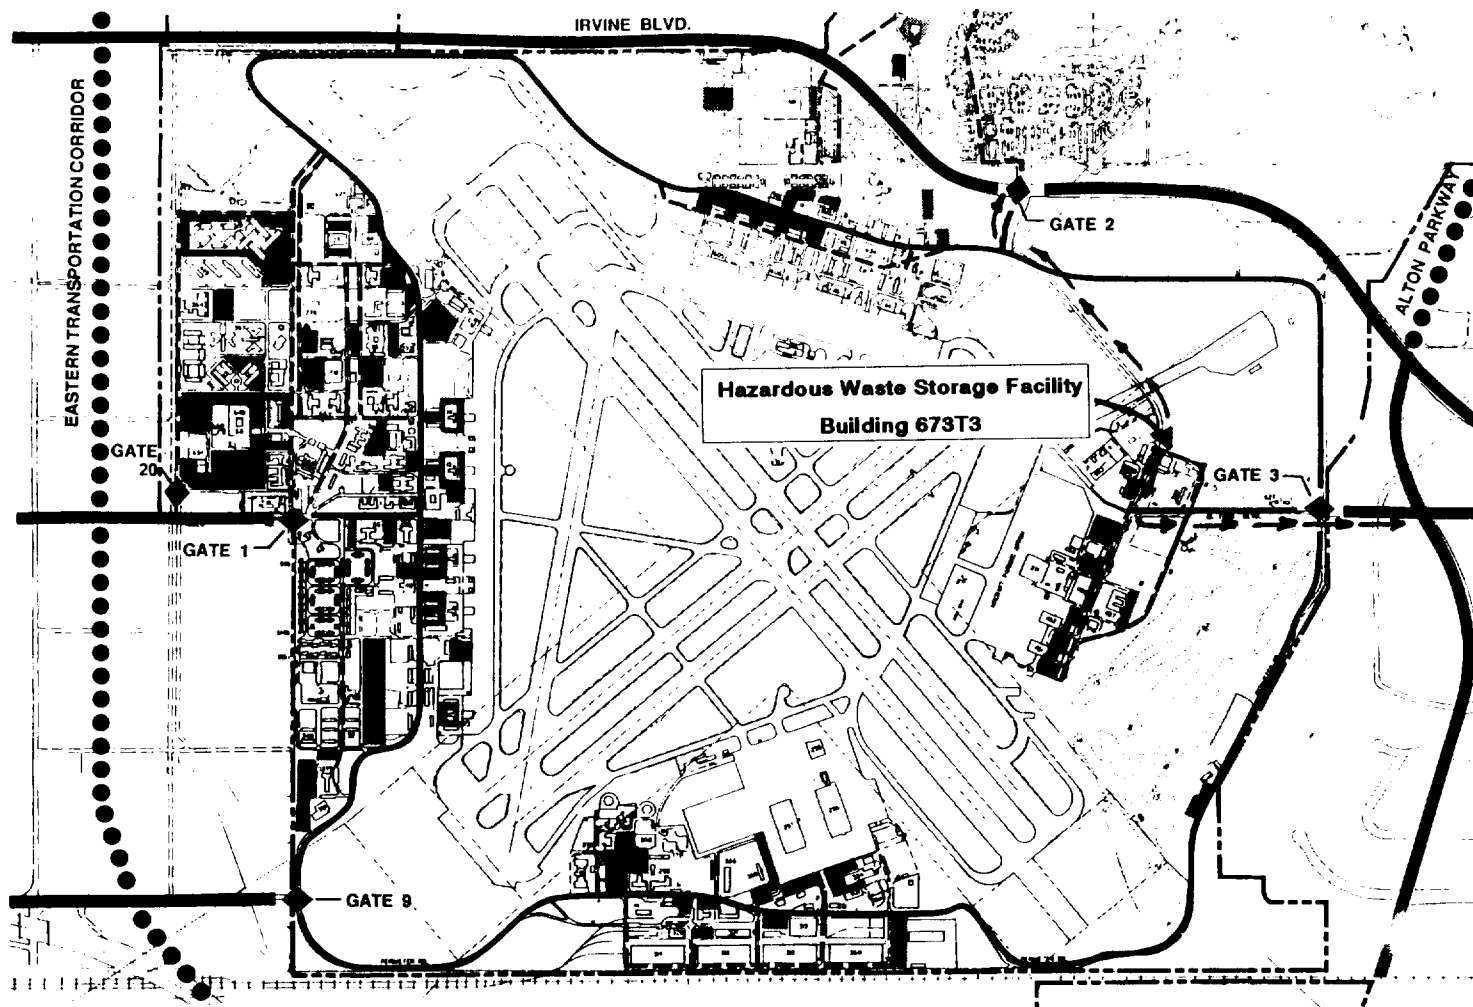 IRVINE BLVD.
EASTERN TRANSPORTATION CORRIDOR
ALTON PARKWAY
GATE 2
Hazardous Waste Storage Facility
Building 673T3
GATE
20
GATE 3
GATE 1
GATE 9